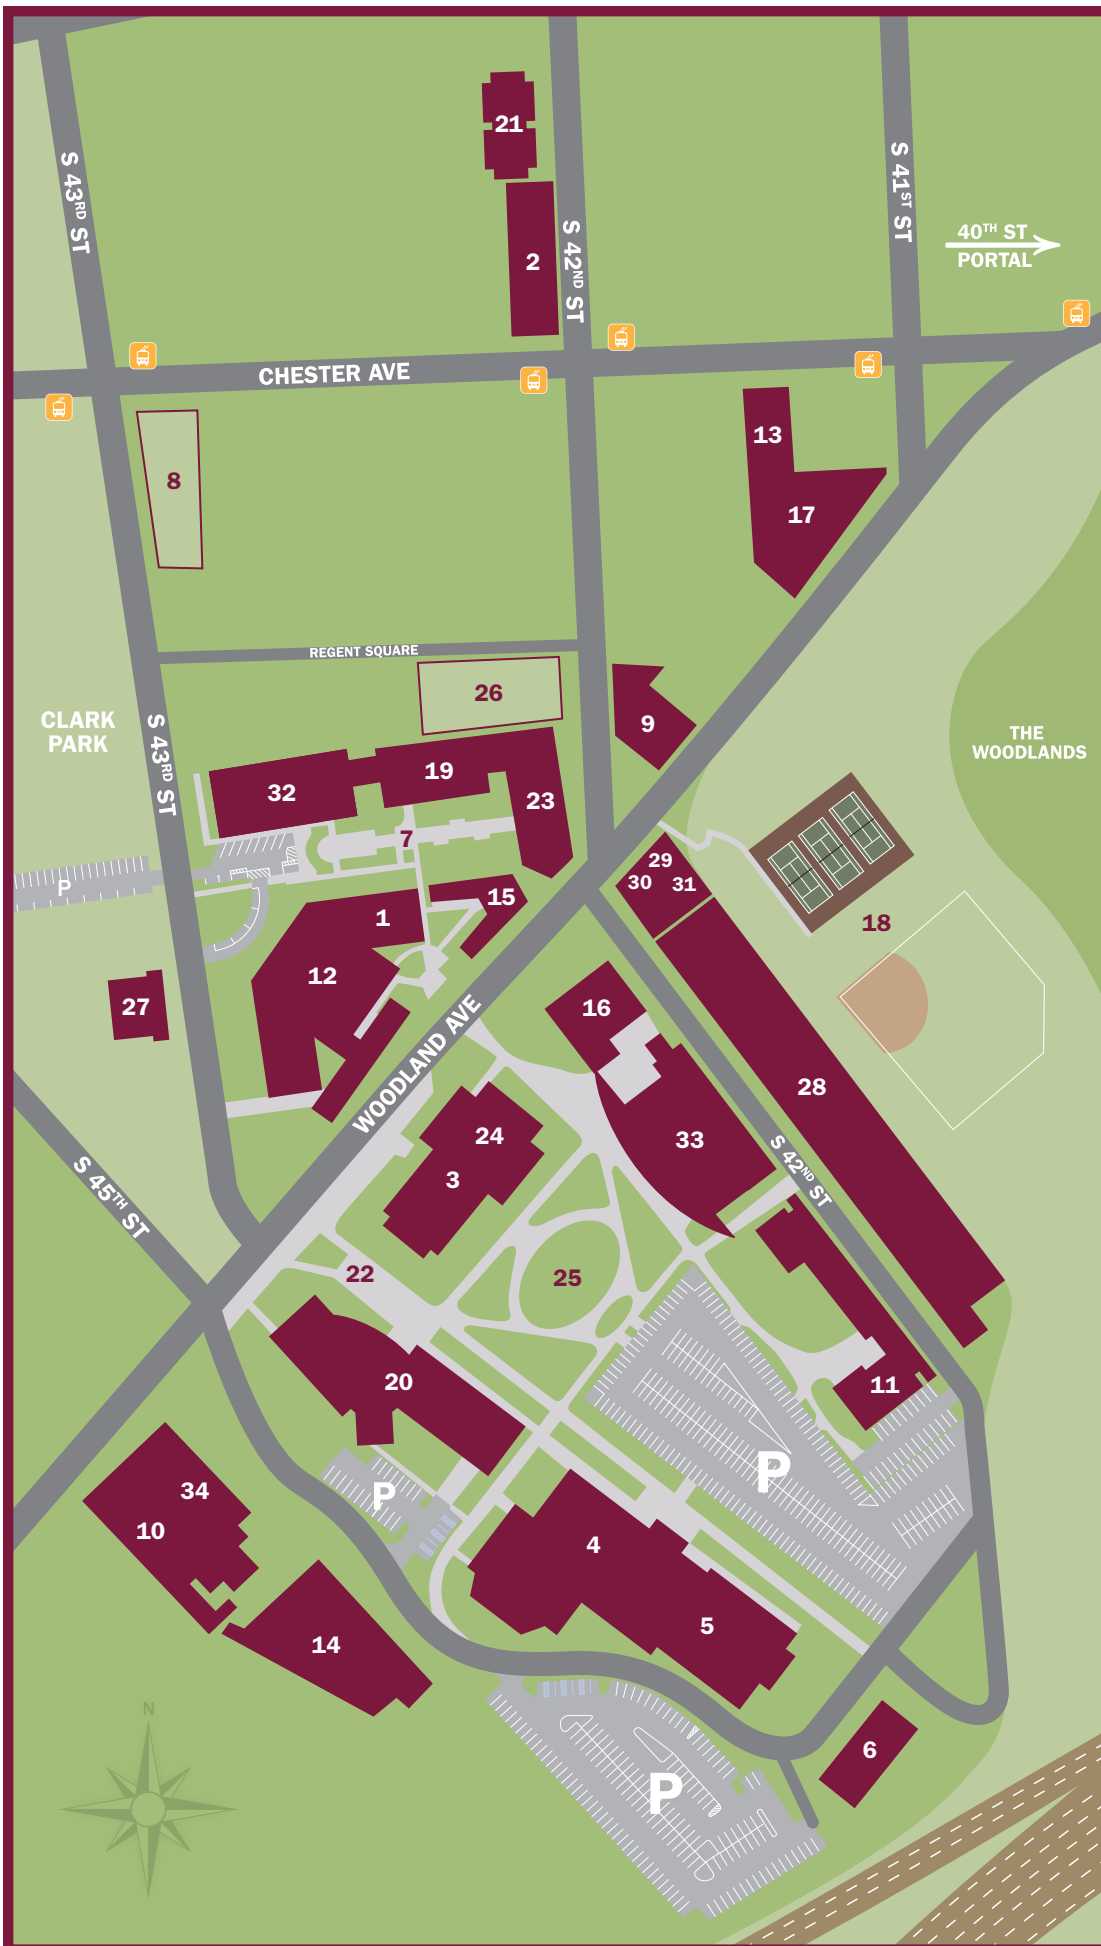 21
S 43RD ST
S 41ST ST
S 42ND ST
2
40TH ST
PORTAL
CHESTER AVE
13
8
17
REGENT SQUARE
26
CLARK
PARK
S 43RD ST
9
THE
WOODLANDS
19
32
23
7
29
30
31
P
15
1
18
12
27
16
WOODLAND AVE
28
24
33
3
S 42ND ST
S 45TH ST
22
25
20
11
P
P
34
10
4
5
14
N
6
P